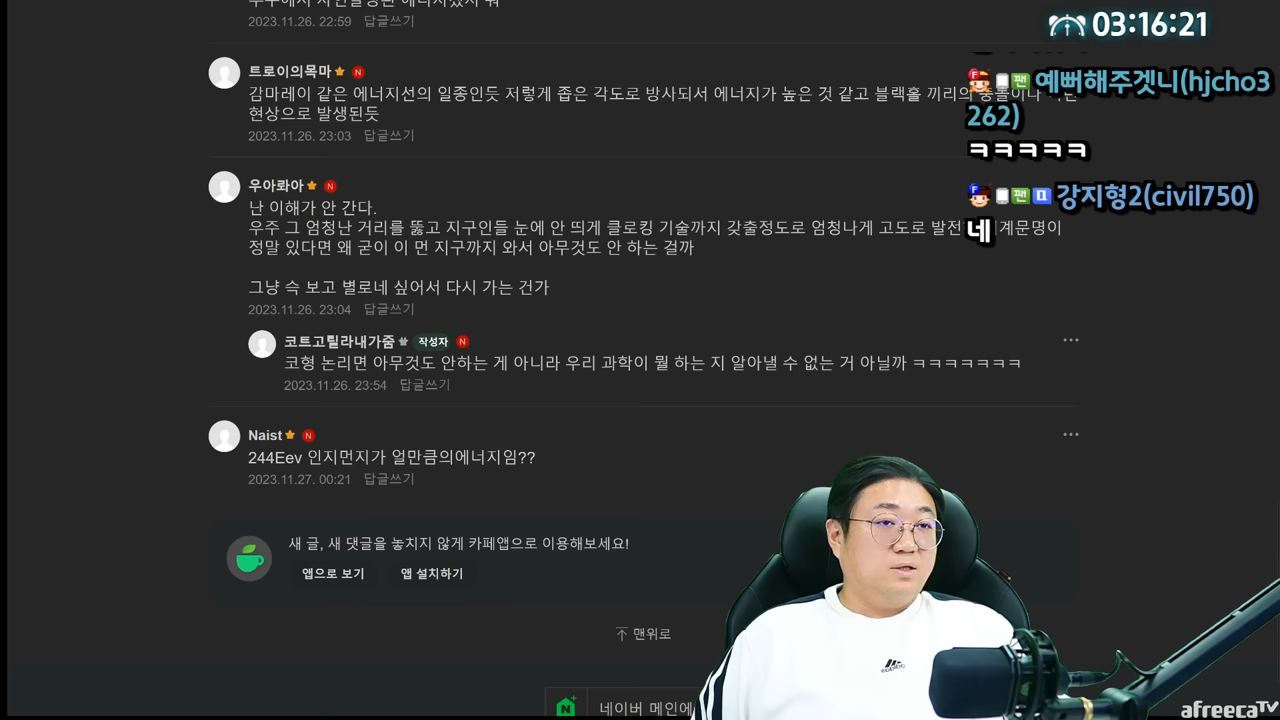 2023.11.26. 22:59 답글쓰기
03:16:21
트로이의목마 N
감마레이 같은 에너지선의 일종인듯 저렇게 좁은 각도로 방사되서 에너지가 높은 것 같고 블랙홀 끼리의
현상으로 발생된듯
2023.11.26. 23:03 답글쓰기
F 팬 예뻐해주겟니(hjcho3
262)
ㅋㅋㅋㅋㅋ
F 팬 강지형2(civil750)
네
우아롸아 N
난 이해가 안 간다.
우주 그 엄청난 거리를 뚫고 지구인들 눈에 안 띄게 클로킹 기술까지 갖출정도로 엄청나게 고도로 발전 계문명이
정말 있다면 왜 굳이 이 먼 지구까지 와서 아무것도 안 하는 걸까
그냥 슥 보고 별로네 싶어서 다시 가는 건가
2023.11.26. 23:04 답글쓰기
코트고릴라내가줌 작성자 N
코형 논리면 아무것도 안하는 게 아니라 우리 과학이 뭘 하는 지 알아낼 수 없는 거 아닐까 ㅋㅋㅋㅋㅋㅋㅋ
2023.11.26. 23:54 답글쓰기
Naist N
244Eev 인지먼지가 얼만큼의에너지임??
2023.11.27. 00:21 답글쓰기
새 글, 새 댓글을 놓치지 않게 카페앱으로 이용해보세요!
앱으로 보기 앱 설치하기
맨위로
N 네이버 메인에
afreecaTV